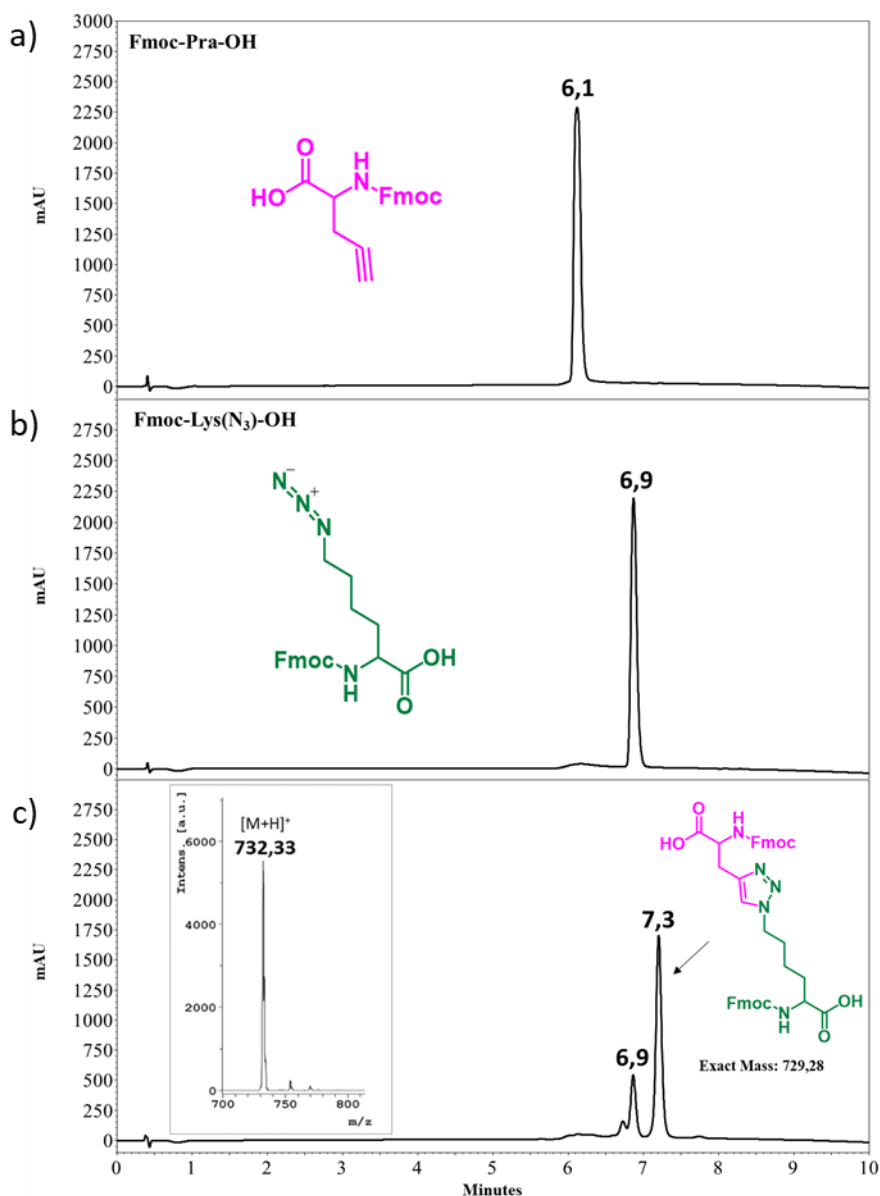 a)
Fmoc-Pra-OH
6,1
3000
2750
2500
2250
2000
1750
1500
1250
1000
750
500
250
0
mAU
O
HO
H
N
Fmoc
b)
Fmoc-Lys(N3)-OH
6,9
2750
2500
2250
2000
1750
1500
1250
1000
750
500
250
0
mAU
N−
N+
N
Fmoc
N
H
OH
O
c)
2750
2500
2250
2000
1750
1500
1250
1000
750
500
250
0
mAU
[M+H]+
732,33
Intens. [a.u.]
6000
4000
2000
0
700 750 800
m/z
7,3
6,9
O
HO
H
N
Fmoc
N
N
N
Fmoc
N
H
OH
O
Exact Mass: 729,28
0 1 2 3 4 5 6 7 8 9 10
Minutes